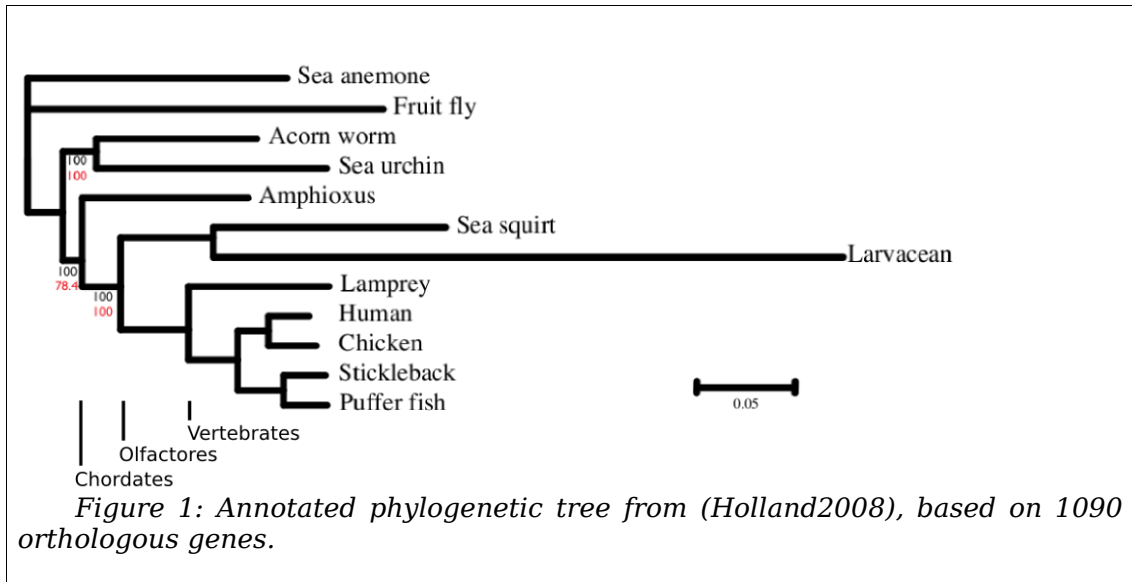 Sea anemone
Fruit fly
Acorn worm
100
100
Sea urchin
Amphioxus
Sea squirt
Larvacean
100
78.4
Lamprey
100
100
Human
Chicken
Stickleback
Puffer fish
0.05
Vertebrates
Olfactores
Chordates
Figure 1: Annotated phylogenetic tree from (Holland2008), based on 1090
orthologous genes.